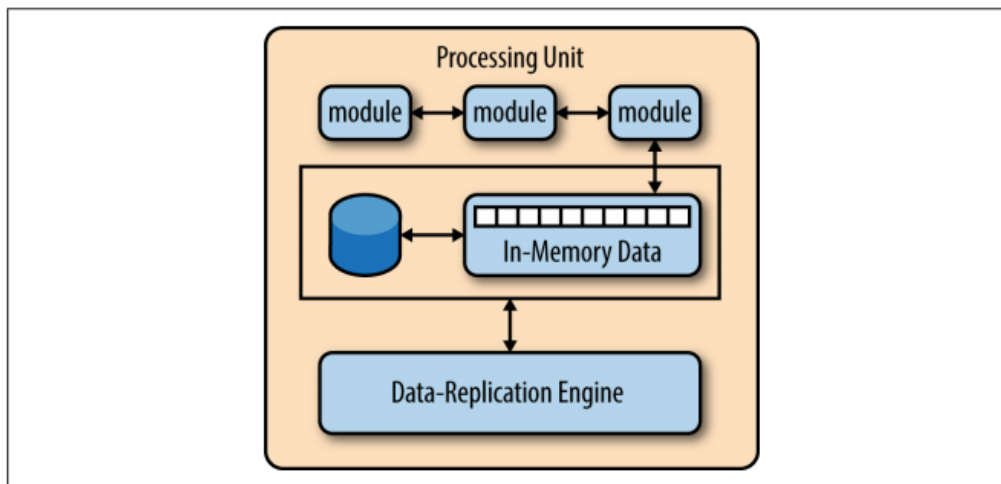 Processing Unit
module module module
In-Memory Data
Data-Replication Engine